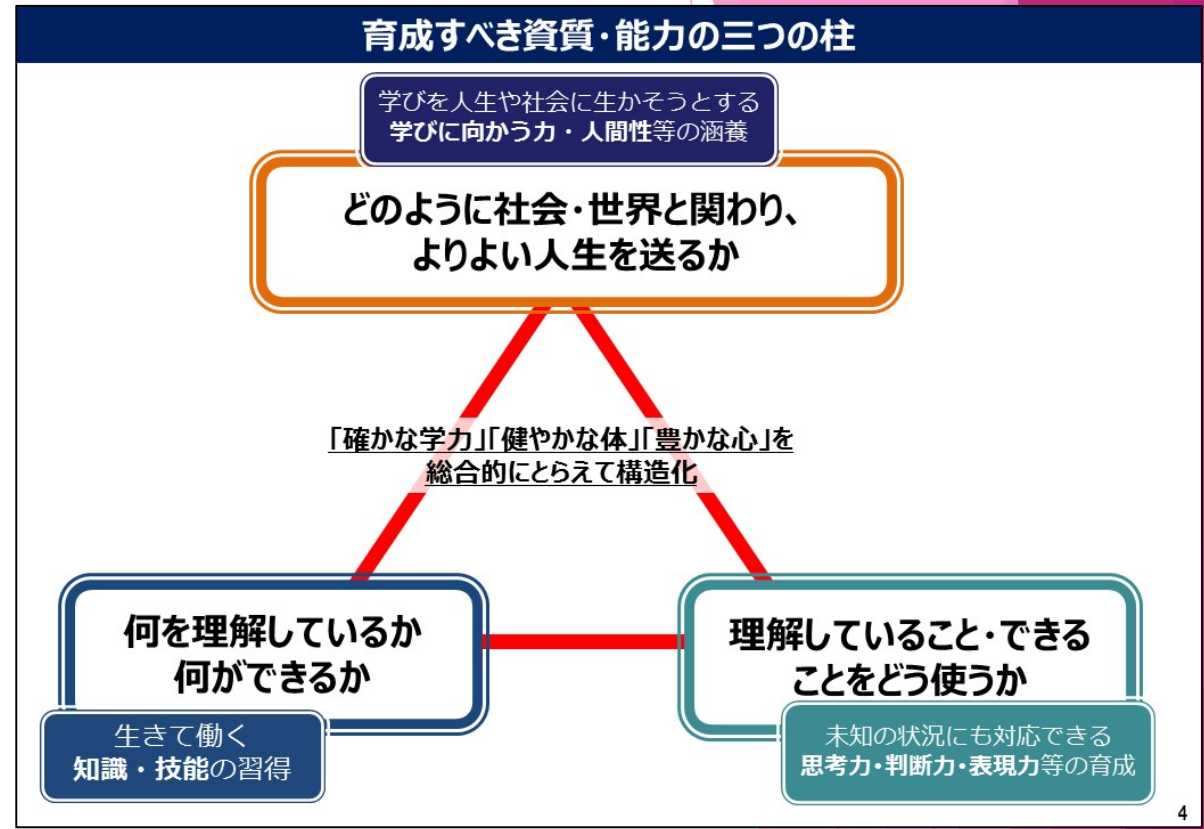 育成すべき資質・能力の三つの柱
学びを人生や社会に生かそうとする
学びに向かう力・人間性等の涵養
どのように社会・世界と関わり、
よりよい人生を送るか
「確かな学力」「健やかな体」「豊かな心」を
総合的にとらえて構造化
何を理解しているか
何ができるか
生きて働く
知識・技能の習得
理解していること・できる
ことをどう使うか
未知の状況にも対応できる
思考力・判断力・表現力等の育成
4